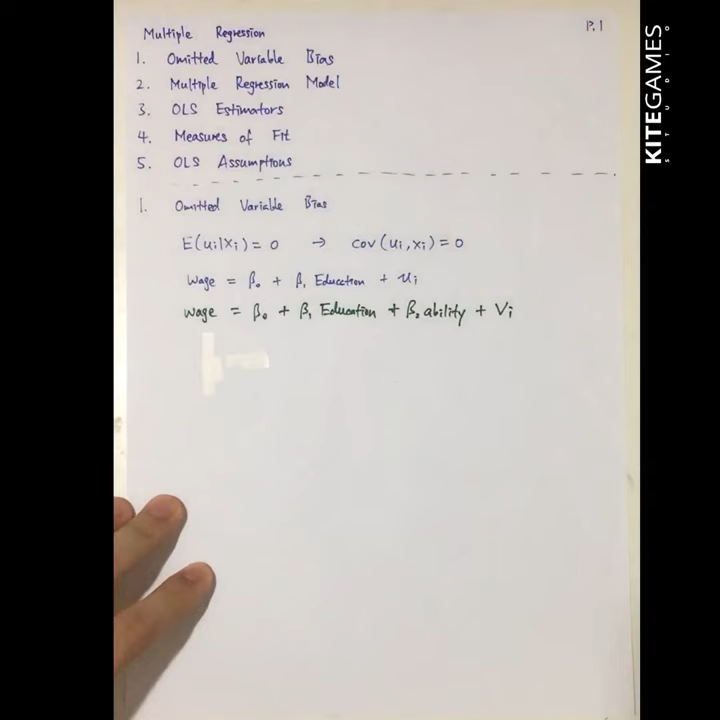 P.1
Multiple Regression
1. Omitted Variable Bias
2. Multiple Regression Model
3. OLS Estimators
4. Measures of Fit
5. OLS Assumptions
1. Omitted Variable Bias
E(ui|xi) = 0 → cov(ui, xi) = 0
Wage = β₀ + β₁ Education + ui
wage = β₀ + β₁ Education + β₂ ability + Vi
KITEGAMES
STUDIO